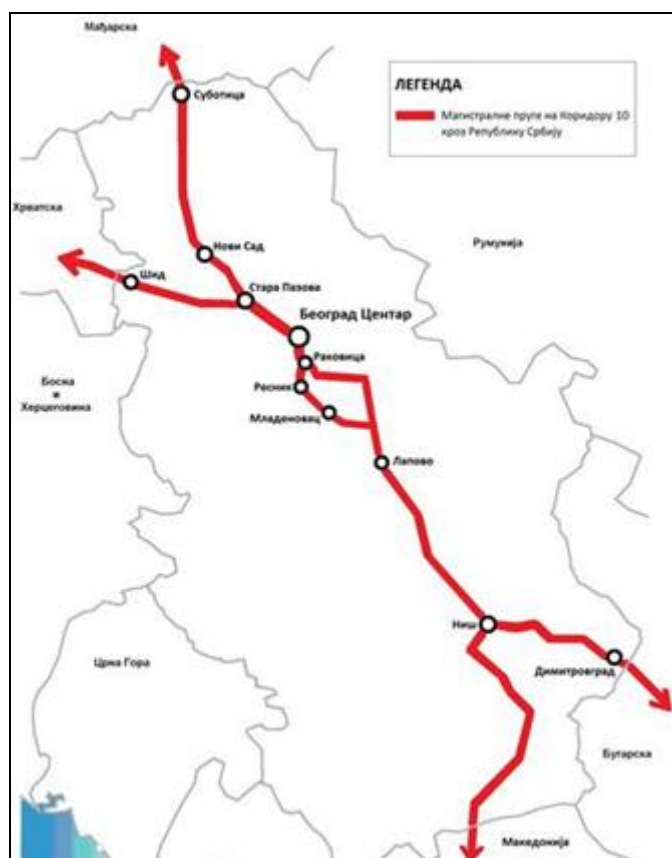 Мађарска
Суботица
ЛЕГЕНДА
Магистралне пруге на Коридору 10
кроз Републику Србију
Хрватска
Нови Сад
Румунија
Шид
Стара Пазова
Београд Центар
Раковица
Босна
и
Херцеговина
Ресник
Младеновац
Лапово
Ниш
Црна Гора
Димитровград
Бугарска
Македонија